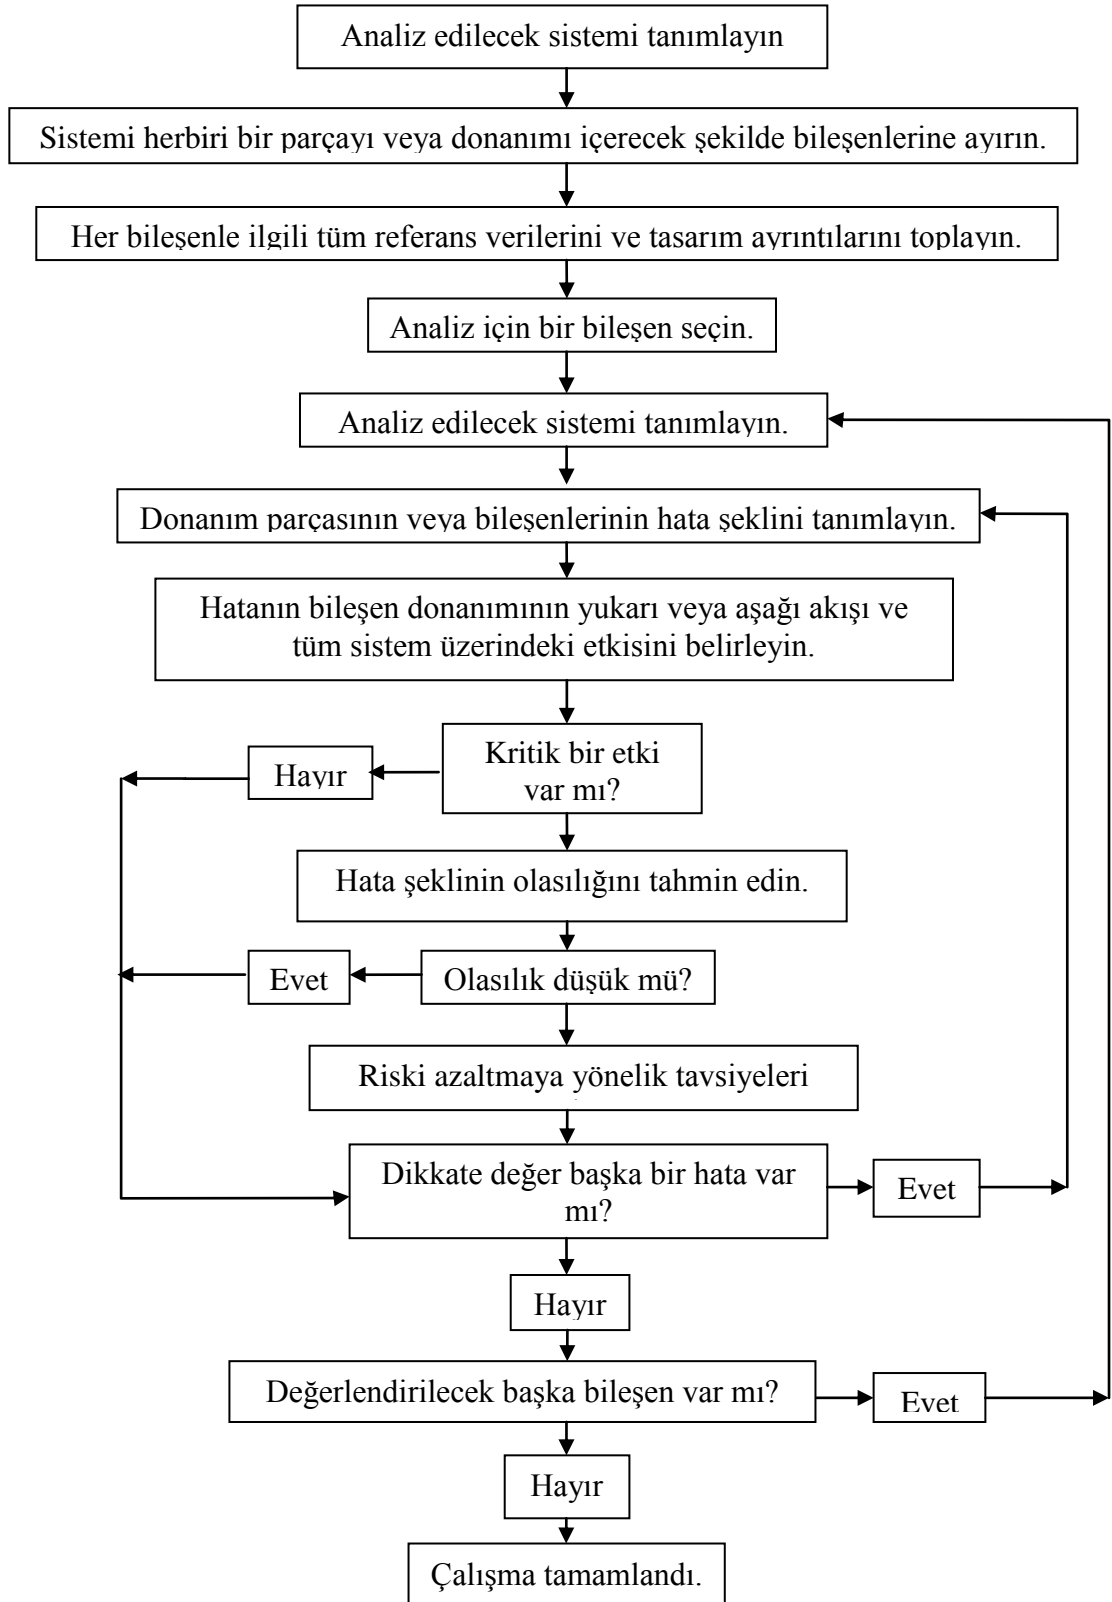 Analiz edilecek sistemi tanımlayın
Sistemi herbiri bir parçayı veya donanımı içerecek şekilde bileşenlerine ayırın.
Her bileşenle ilgili tüm referans verilerini ve tasarım ayrıntılarını toplayın.
Analiz için bir bileşen seçin.
Analiz edilecek sistemi tanımlayın.
Donanım parçasının veya bileşenlerinin hata şeklini tanımlayın.
Hatanın bileşen donanımının yukarı veya aşağı akışı ve
tüm sistem üzerindeki etkisini belirleyin.
Kritik bir etki
var mı?
Hayır
Hata şeklinin olasılığını tahmin edin.
Evet
Olasılık düşük mü?
Riski azaltmaya yönelik tavsiyeleri
Dikkate değer başka bir hata var
mı?
Evet
Hayır
Değerlendirilecek başka bileşen var mı?
Evet
Hayır
Çalışma tamamlandı.